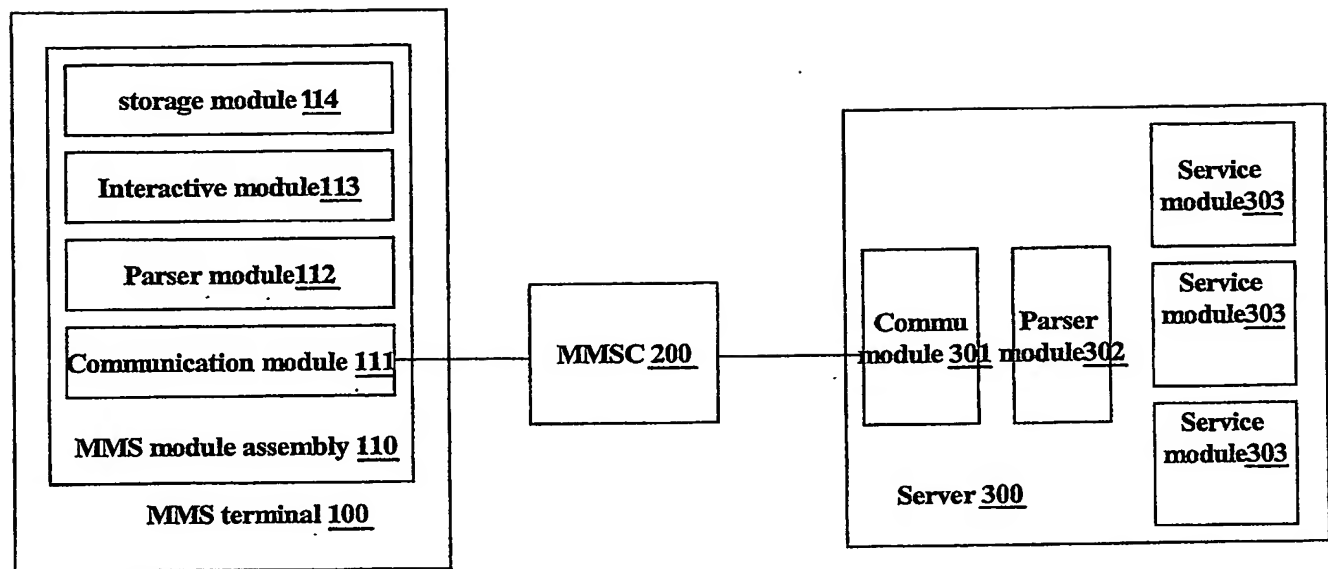 storage module 114
Interactive module113
Parser module112
Communication module 111
MMS module assembly 110
MMS terminal 100
MMSC 200
Commu
module 301
Parser
module302
Service
module303
Service
module303
Service
module303
Server 300